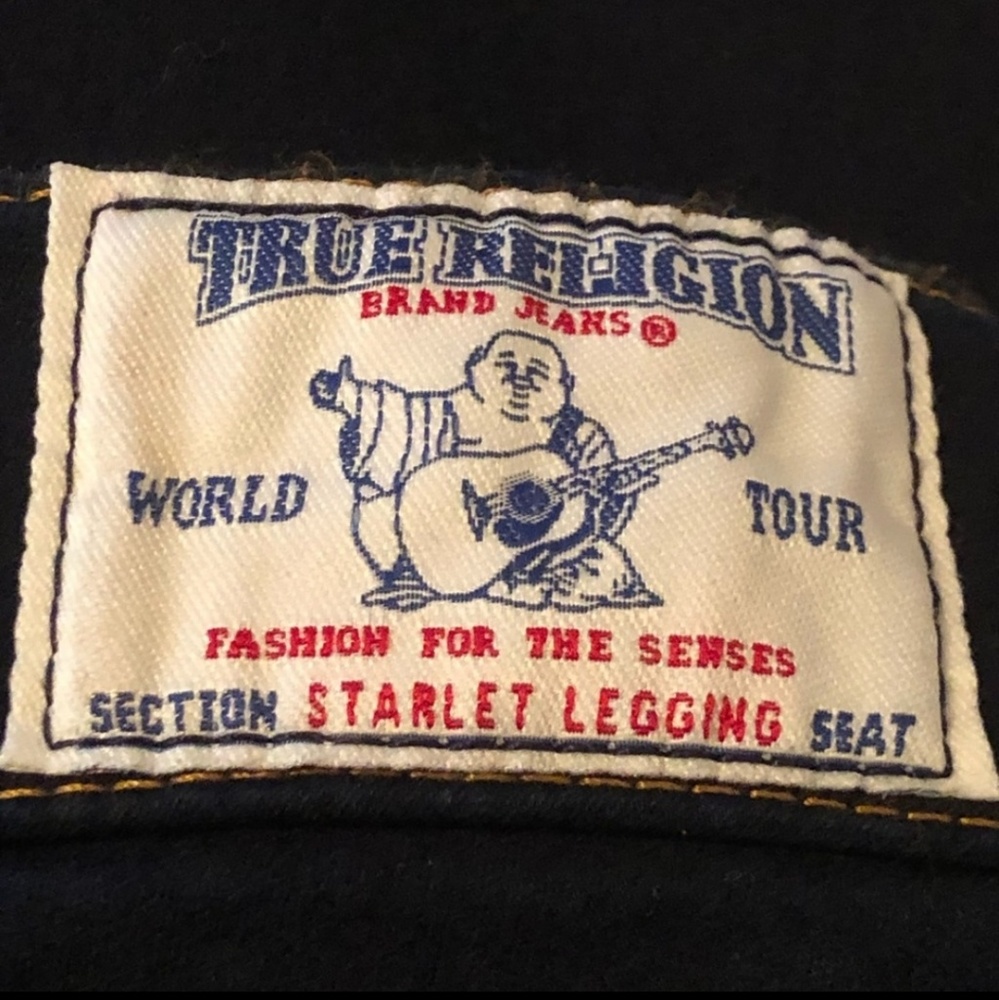 TRUE RELIGION
BRAND JEANS®
WORLD TOUR
FASHION FOR THE SENSES
SECTION STARLET LEGGING SEAT